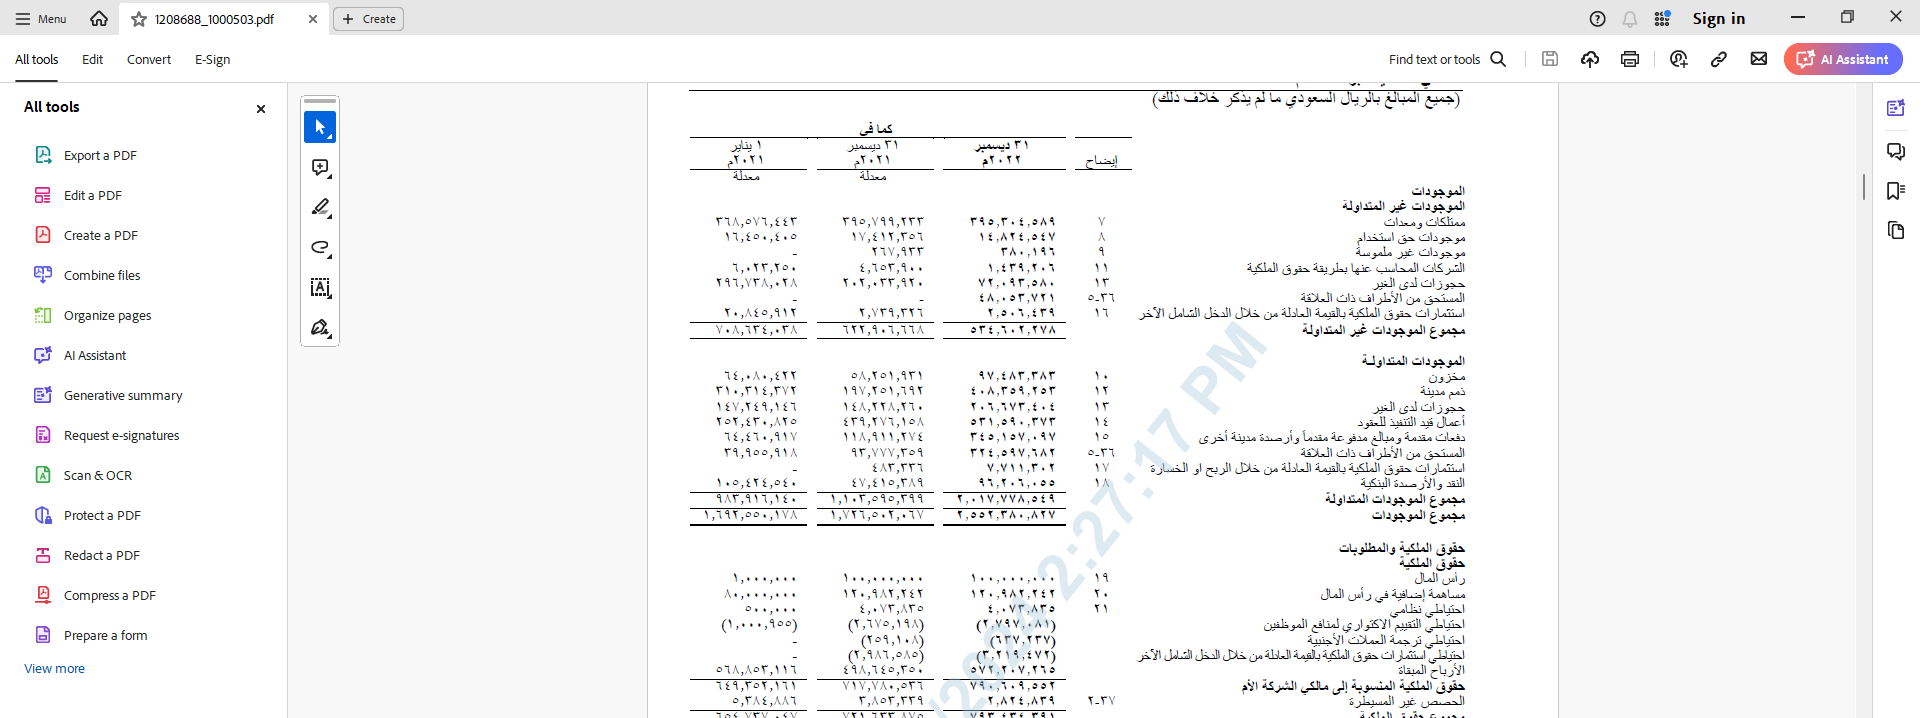 Menu
1208688_1000503.pdf
Create
Sign in
All tools
Edit
Convert
E-Sign
Find text or tools
AI Assistant
All tools
Export a PDF
Edit a PDF
Create a PDF
Combine files
Organize pages
AI Assistant
Generative summary
Request e-signatures
Scan & OCR
Protect a PDF
Redact a PDF
Compress a PDF
Prepare a form
View more
(جميع المبالغ بالريال السعودي ما لم يذكر خلاف ذلك)
كما في
إيضاح ٣١ ديسمبر ٢٠٢٢م ٣١ ديسمبر ٢٠٢١م ١ يناير ٢٠٢١م
معدلة معدلة
الموجودات
الموجودات غير المتداولة
ممتلكات ومعدات ٧ ٣٩٥,٣٠٤,٥٨٩ ٣٩٥,٧٩٩,٢٣٣ ٣٦٨,٥٧٦,٤٤٣
موجودات حق استخدام ٨ ١٤,٨٢٤,٥٤٧ ١٧,٤١٢,٣٥٦ ١٦,٤٥٠,٤٠٥
موجودات غير ملموسة ٩ ٣٨٠,١٩٦ ٢٦٧,٩٣٣ -
الشركات المحاسب عنها بطريقة حقوق الملكية ١١ ١,٤٣٩,٢٠٦ ٤,٦٥٣,٩٠٠ ٦,٠٢٣,٢٥٠
حجوزات لدى الغير ١٣ ٧٢,٠٩٣,٥٨٠ ٢٠٢,٠٣٣,٩٢٠ ٢٩٦,٧٣٨,٠٢٨
المستحق من الأطراف ذات العلاقة ٣٦-٥ ٤٨,٠٥٣,٧٢١ - -
استثمارات حقوق الملكية بالقيمة العادلة من خلال الدخل الشامل الآخر ١٦ ٢,٥٠٦,٤٣٩ ٢,٧٣٩,٣٢٦ ٢٠,٨٤٥,٩١٢
مجموع الموجودات غير المتداولة ٥٣٤,٦٠٢,٢٧٨ ٦٢٢,٩٠٦,٦٦٨ ٧٠٨,٦٣٤,٠٣٨
الموجودات المتداولة
مخزون ١٠ ٩٧,٤٨٣,٣٨٣ ٥٨,٢٥١,٩٣١ ٦٤,٠٨٠,٤٢٢
ذمم مدينة ١٢ ٤٠٨,٣٥٩,٢٥٣ ١٩٧,٢٥١,٦٩٢ ٣١٠,٣١٤,٣٧٢
حجوزات لدى الغير ١٣ ٢٠٦,٦٧٣,٤٠٤ ١٤٨,٢٢٨,٢٦٠ ١٤٧,٢٤٩,١٤٦
أعمال قيد التنفيذ للعقود ١٤ ٥٣١,٥٩٠,٣٧٣ ٤٣٩,٢٧٦,١٥٨ ٢٥٢,٤٣٠,٨٢٥
دفعات مقدمة ومبالغ مدفوعة مقدماً وأرصدة مدينة أخرى ١٥ ٣٤٥,١٥٧,٠٩٧ ١١٨,٩١١,٢٧٤ ٦٤,٤٦٠,٩١٧
المستحق من الأطراف ذات العلاقة ٣٦-٥ ٣٢٤,٥٩٧,٦٨٢ ٩٣,٧٧٧,٣٥٩ ٣٩,٩٥٥,٩١٨
استثمارات حقوق الملكية بالقيمة العادلة من خلال الربح او الخسارة ١٧ ٧,٧١١,٣٠٢ ٤٨٣,٣٣٦ -
النقد والأرصدة البنكية ١٨ ٩٦,٢٠٦,٠٥٥ ٤٧,٤١٥,٣٨٩ ١٠٥,٤٢٤,٥٤٠
مجموع الموجودات المتداولة ٢,٠١٧,٧٧٨,٥٤٩ ١,١٠٣,٥٩٥,٣٩٩ ٩٨٣,٩١٦,١٤٠
مجموع الموجودات ٢,٥٥٢,٣٨٠,٨٢٧ ١,٧٢٦,٥٠٢,٠٦٧ ١,٦٩٢,٥٥٠,١٧٨
حقوق الملكية والمطلوبات
حقوق الملكية
رأس المال ١٩ ١٠٠,٠٠٠,٠٠٠ ١٠٠,٠٠٠,٠٠٠ ١,٠٠٠,٠٠٠
مساهمة إضافية في رأس المال ٢٠ ١٢٠,٩٨٢,٢٤٢ ١٢٠,٩٨٢,٢٤٢ ٨٠,٠٠٠,٠٠٠
احتياطي نظامي ٢١ ٤,٠٧٣,٨٣٥ ٤,٠٧٣,٨٣٥ ٥٠٠,٠٠٠
احتياطي التقييم الاكتواري لمنافع الموظفين (٢,٧٩٧,٠٨١) (٢,٦٧٥,١٩٨) (١,٠٠٠,٩٥٥)
احتياطي ترجمة العملات الأجنبية (٦٣٧,٢٣٧) (٢٥٩,١٠٨) -
احتياطي استثمارات حقوق الملكية بالقيمة العادلة من خلال الدخل الشامل الآخر (٣,٢١٩,٤٧٢) (٢,٩٨٦,٥٨٥) -
الأرباح المبقاة ٥٧٢,٢٠٧,٢٦٥ ٤٩٨,٦٤٥,٣٥٠ ٥٦٨,٨٥٣,١١٦
حقوق الملكية المنسوبة إلى مالكي الشركة الأم ٧٩٠,٦٠٩,٥٥٢ ٧١٧,٧٨٠,٥٣٦ ٦٤٩,٣٥٢,١٦١
الحصص غير المسيطرة ٣٧-٢ ٢,٨٢٤,٨٣٩ ٣,٨٥٣,٣٣٩ ٥,٣٨٤,٨٨٦
مجموع حقوق الملكية ٧٩٣,٤٣٤,٣٩١ ٧٢١,٦٣٣,٨٧٥ ٦٥٤,٧٣٧,٠٤٧
/2024 2:27:17 PM